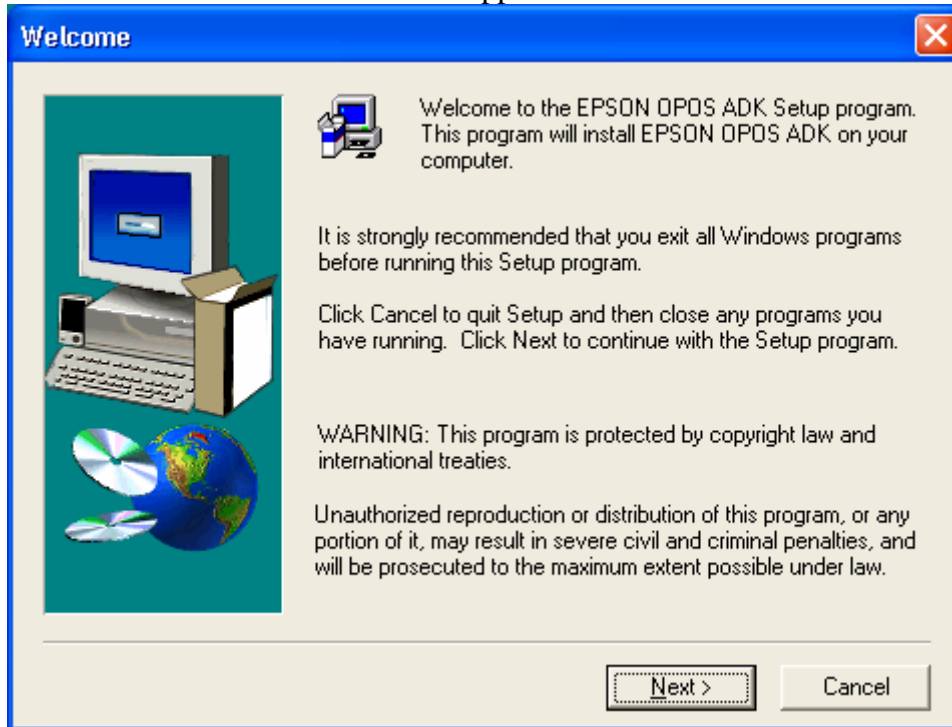 Welcome
Welcome to the EPSON OPOS ADK Setup program.
This program will install EPSON OPOS ADK on your
computer.
It is strongly recommended that you exit all Windows programs
before running this Setup program.
Click Cancel to quit Setup and then close any programs you
have running.  Click Next to continue with the Setup program.
WARNING: This program is protected by copyright law and
international treaties.
Unauthorized reproduction or distribution of this program, or any
portion of it, may result in severe civil and criminal penalties, and
will be prosecuted to the maximum extent possible under law.
Next >
Cancel